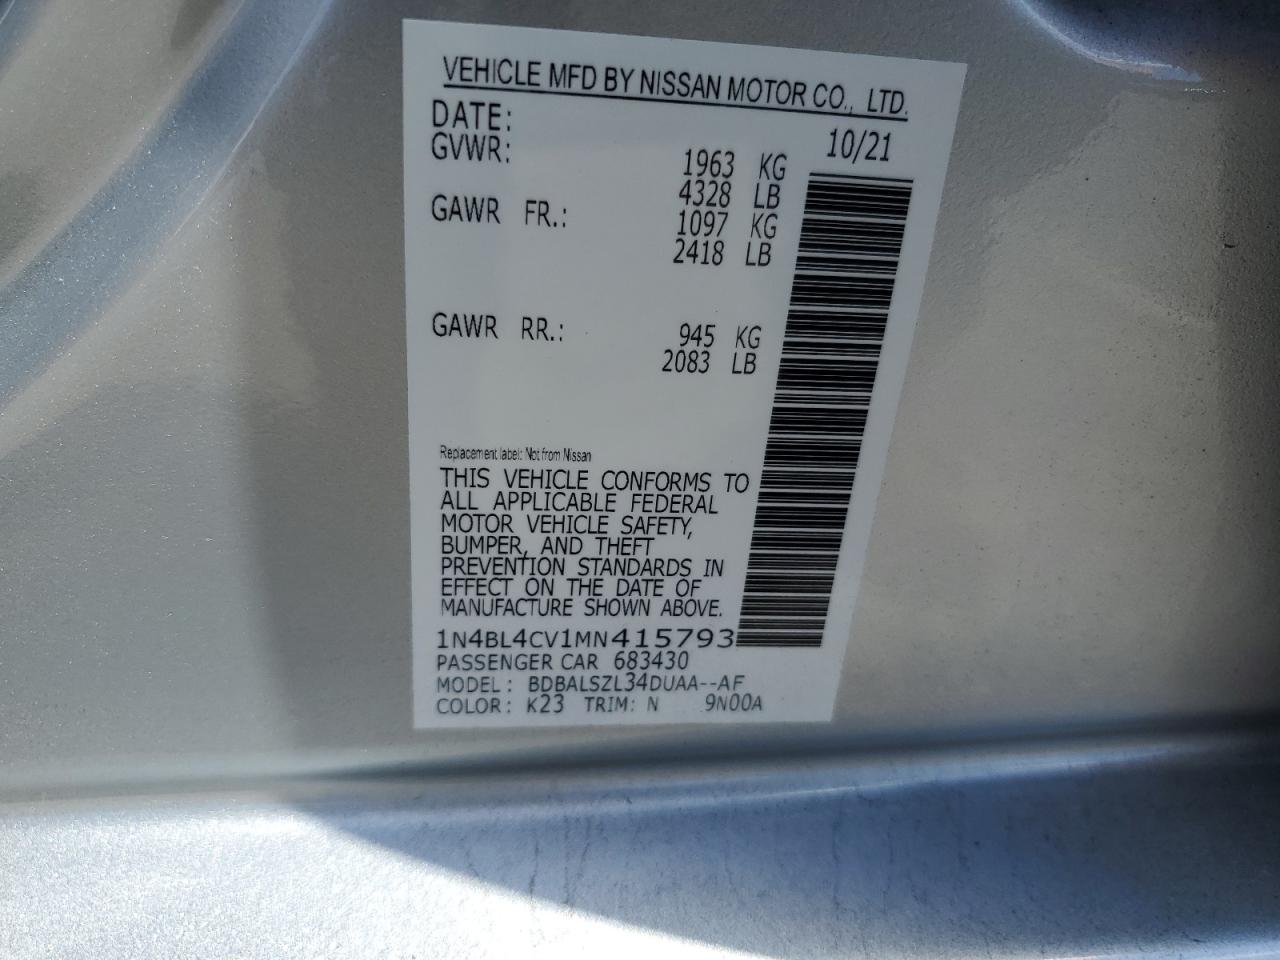 VEHICLE MFD BY NISSAN MOTOR CO., LTD.
DATE: 10/21
GVWR: 1963 KG
4328 LB
GAWR FR.: 1097 KG
2418 LB
GAWR RR.: 945 KG
2083 LB
Replacement label: Not from Nissan
THIS VEHICLE CONFORMS TO
ALL APPLICABLE FEDERAL
MOTOR VEHICLE SAFETY,
BUMPER, AND THEFT
PREVENTION STANDARDS IN
EFFECT ON THE DATE OF
MANUFACTURE SHOWN ABOVE.
1N4BL4CV1MN415793
PASSENGER CAR 683430
MODEL: BDBALSZL34DUAA--AF
COLOR: K23 TRIM: N 9N00A